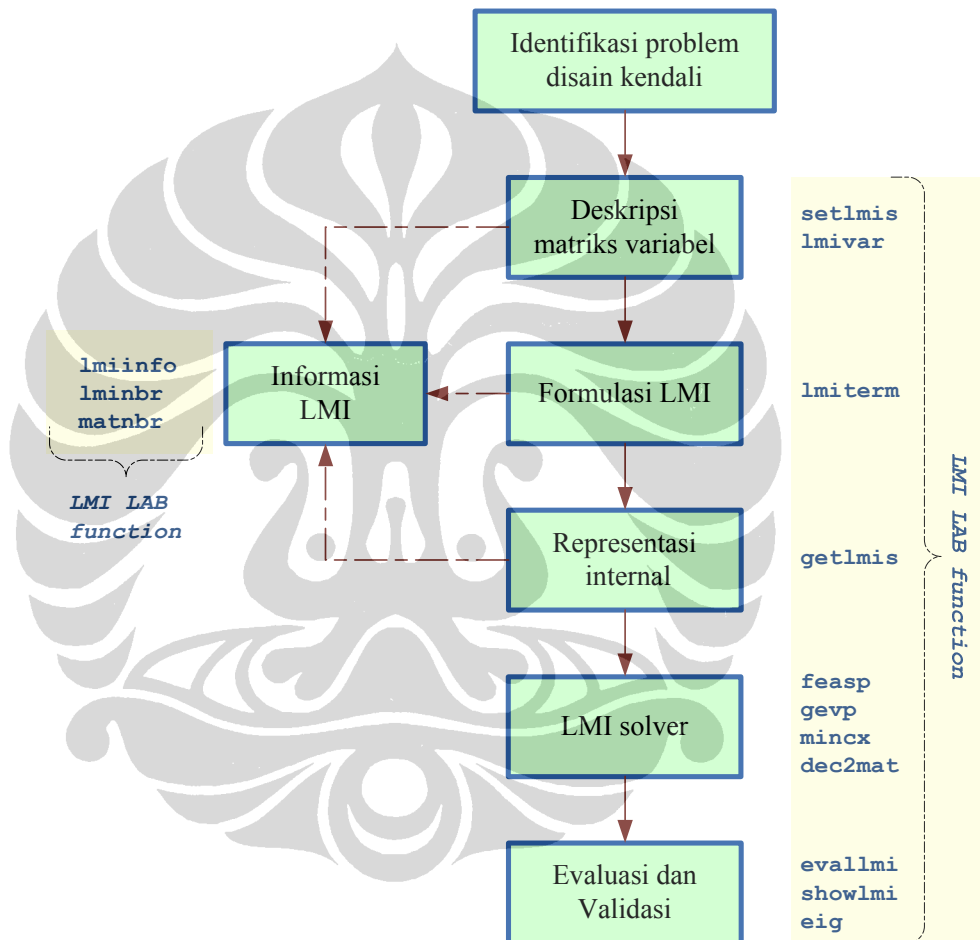 Identifikasi problem
disain kendali
Deskripsi
matriks variabel
setlmis
lmivar
lmiinfo
lminbr
matnbr
Informasi
LMI
Formulasi LMI
lmiterm
LMI LAB
function
LMI LAB function
Representasi
internal
getlmis
LMI solver
feasp
gevp
mincx
dec2mat
Evaluasi dan
Validasi
evallmi
showlmi
eig